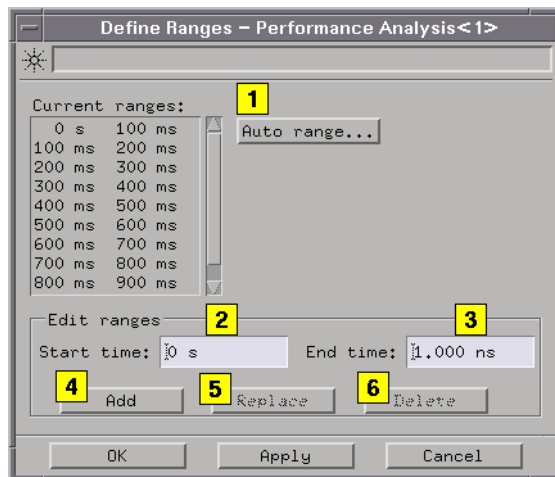 Define Ranges – Performance Analysis<1>
1
Current ranges:
Auto range...
0 s 100 ms
100 ms 200 ms
200 ms 300 ms
300 ms 400 ms
400 ms 500 ms
500 ms 600 ms
600 ms 700 ms
700 ms 800 ms
800 ms 900 ms
Edit ranges
2
3
Start time: 0 s End time: 1.000 ns
4
5
6
Add Replace Delete
OK Apply Cancel